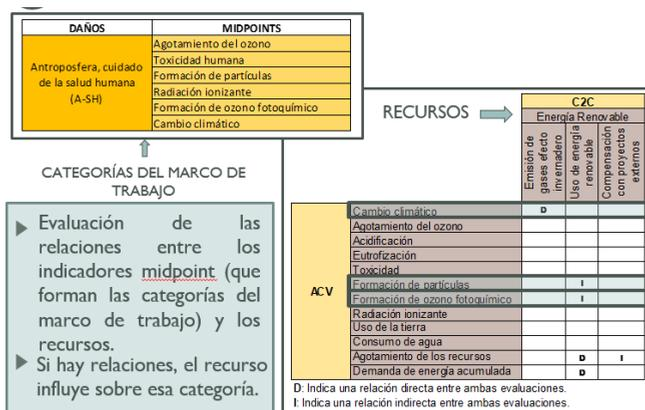 DAÑOS
MIDPOINTS
Antroposfera, cuidado
de la salud humana
(A-SH)
Agotamiento del ozono
Toxicidad humana
Formación de partículas
Radiación ionizante
Formación de ozono fotoquímico
Cambio climático
CATEGORÍAS DEL MARCO DE
TRABAJO
Evaluación de las
relaciones entre los
indicadores midpoint (que
forman las categorías del
marco de trabajo) y los
recursos.
Si hay relaciones, el recurso
influye sobre esa categoría.
RECURSOS
C2C
Energía Renovable
Emisión de
gases efecto
invernadero
Uso de energía
renovable
Compensación
con proyectos
externos
ACV
Cambio climático D
Agotamiento del ozono
Acidificación
Eutrofización
Toxicidad
Formación de partículas I
Formación de ozono fotoquímico I
Radiación ionizante
Uso de la tierra
Consumo de agua
Agotamiento de los recursos D I
Demanda de energía acumulada D
D: Indica una relación directa entre ambas evaluaciones.
I: Indica una relación indirecta entre ambas evaluaciones.